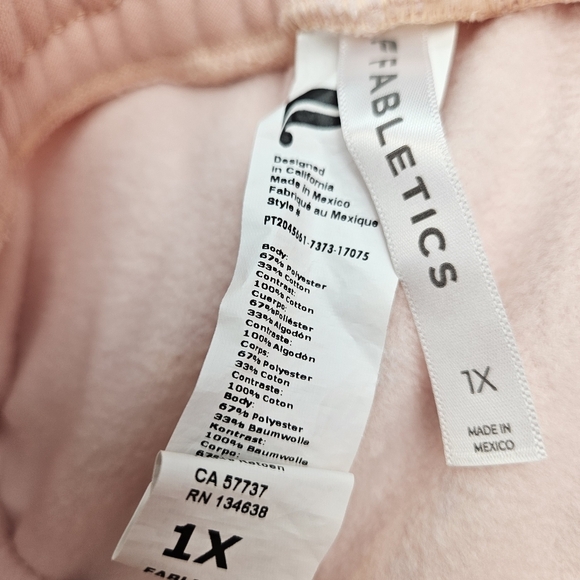 Designed
in California
Made in Mexico
Fabriqué au Mexique
Style #
PT2045661-7373-17075
Body:
67% Polyester
33% Cotton
Contrast:
100% Cotton
Cuerpo:
67%Poliéster
33% Algodón
Contraste:
100% Algodón
Corps:
67% Polyester
33% Coton
Contraste:
100% Coton
Body:
67% Polyester
33% Baumwolle
Kontrast:
100% Baumwolle
Corpo:
CA 57737
RN 134638
1X
FABLETICS
1X
MADE IN
MEXICO